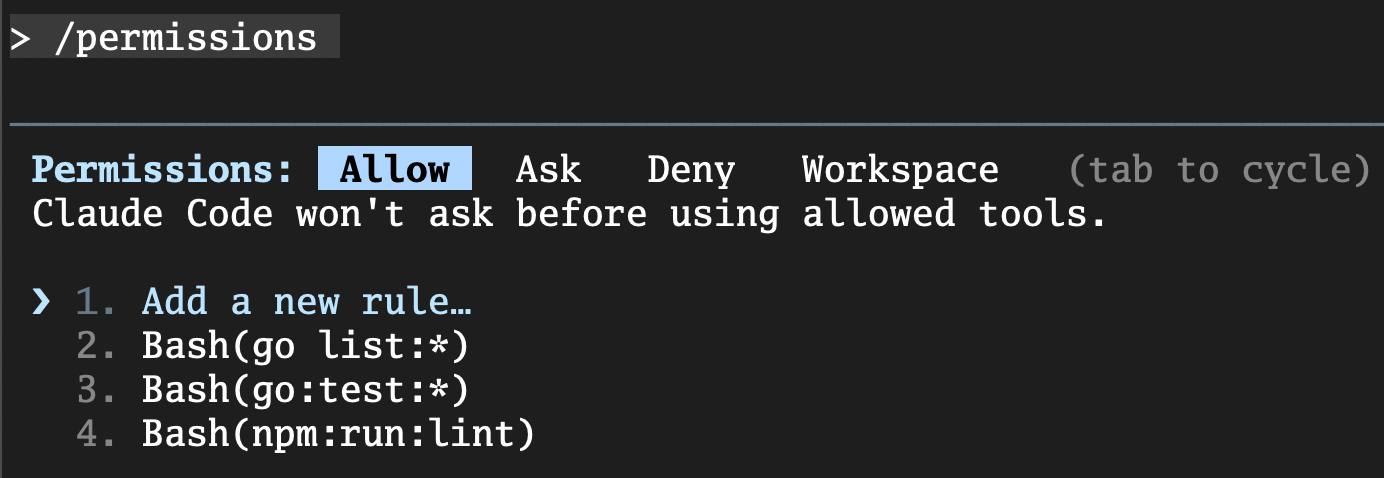 > /permissions
Permissions: Allow Ask Deny Workspace (tab to cycle)
Claude Code won't ask before using allowed tools.
❯ 1. Add a new rule…
2. Bash(go list:*)
3. Bash(go:test:*)
4. Bash(npm:run:lint)